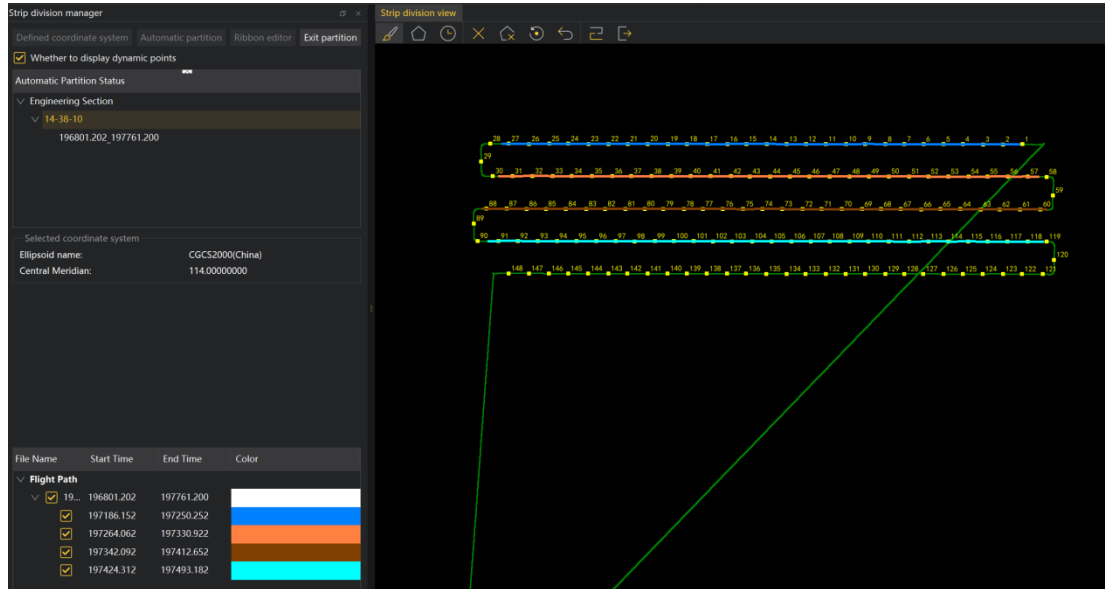 Strip division manager
Defined coordinate system Automatic partition Ribbon editor Exit partition
Whether to display dynamic points
Automatic Partition Status
Engineering Section
14-38-10
196801.202_197761.200
Selected coordinate system
Ellipsoid name: CGCS2000(China)
Central Meridian: 114.00000000
File Name Start Time End Time Color
Flight Path
19... 196801.202 197761.200
197186.152 197250.252
197264.062 197330.922
197342.092 197412.652
197424.312 197493.182
Strip division view
28 27 26 25 24 23 22 21 20 19 18 17 16 15 14 13 12 11 10 9 8 7 6 5 4 3 2 1
29
30 31 32 33 34 35 36 37 38 39 40 41 42 43 44 45 46 47 48 49 50 51 52 53 54 55 56 57 58
59
88 87 86 85 84 83 82 81 80 79 78 77 76 75 74 73 72 71 70 69 68 67 66 65 64 63 62 61 60
89
90 91 92 93 94 95 96 97 98 99 100 101 102 103 104 105 106 107 108 109 110 111 112 113 114 115 116 117 118 119
120
148 147 146 145 144 143 142 141 140 139 138 137 136 135 134 133 132 131 130 129 128 127 126 125 124 123 122 121